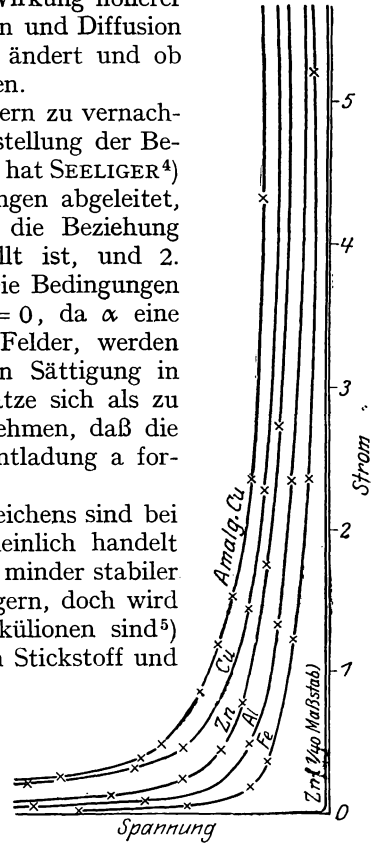 Wirkung höherer
n und Diffusion
ändert und ob
en.
ern zu vernach-
stellung der Be-
hat SEELIGER⁴)
ngen abgeleitet,
die Beziehung
llt ist, und 2.
ie Bedingungen
= 0, da α eine
Felder, werden
n Sättigung in
tze sich als zu
ehmen, daß die
ntladung a for-
eichens sind bei
einlich handelt
minder stabiler
gern, doch wird
külionen sind⁵)
n Stickstoff und
5
4
3
2
1
0
Strom
Amalg. Cu
Cu
Zn
Al
Fe
Zn (1/40 Maßstab)
Spannung